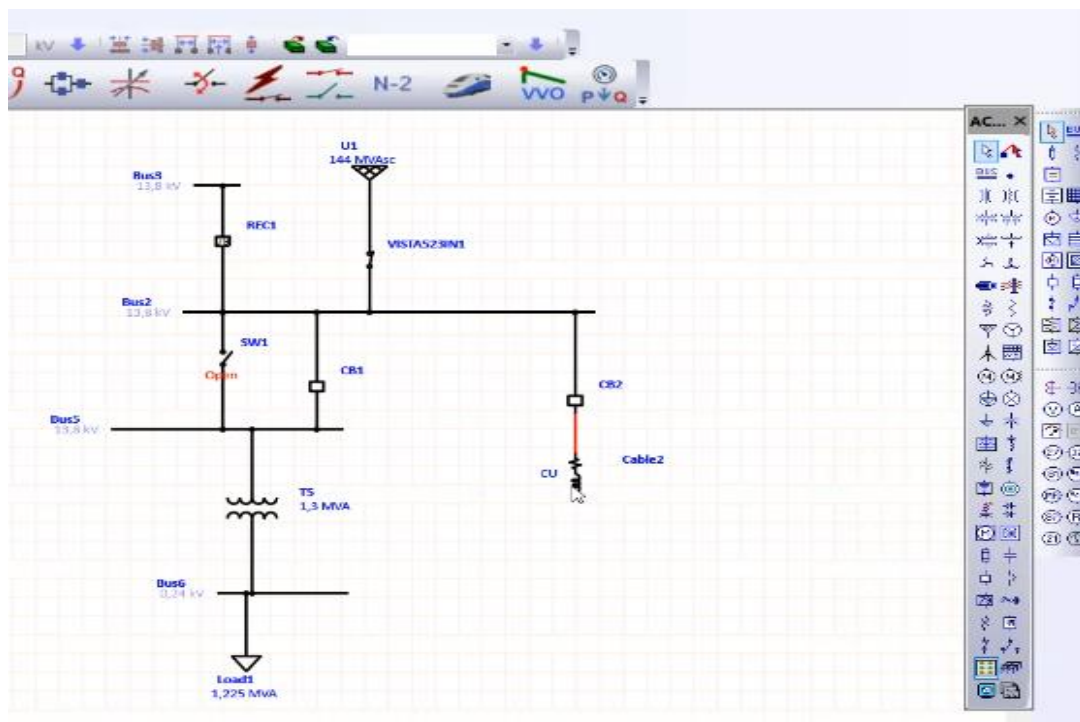 kV
N-2
VVO
P Q
AC... ×
U1
144 MVAsc
Bus3
13,8 kV
REC1
VISTA523IN1
Bus2
13,8 kV
SW1
Open
CB1
CB2
Bus5
13,8 kV
Cable2
CU
T5
1,3 MVA
Bus6
0,24 kV
Load1
1,225 MVA
BUS